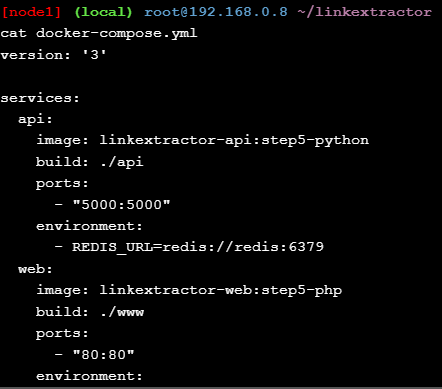 [node1] (local) root@192.168.0.8 ~/linkextractor
cat docker-compose.yml
version: '3'

services:
  api:
    image: linkextractor-api:step5-python
    build: ./api
    ports:
      - "5000:5000"
    environment:
      - REDIS_URL=redis://redis:6379
  web:
    image: linkextractor-web:step5-php
    build: ./www
    ports:
      - "80:80"
    environment: